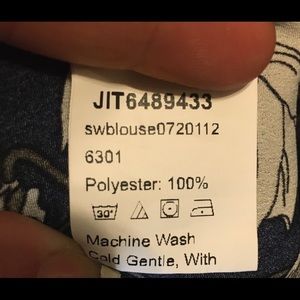 JIT6489433
swblouse0720112
6301
Polyester: 100%
30°
Machine Wash
Cold Gentle, With